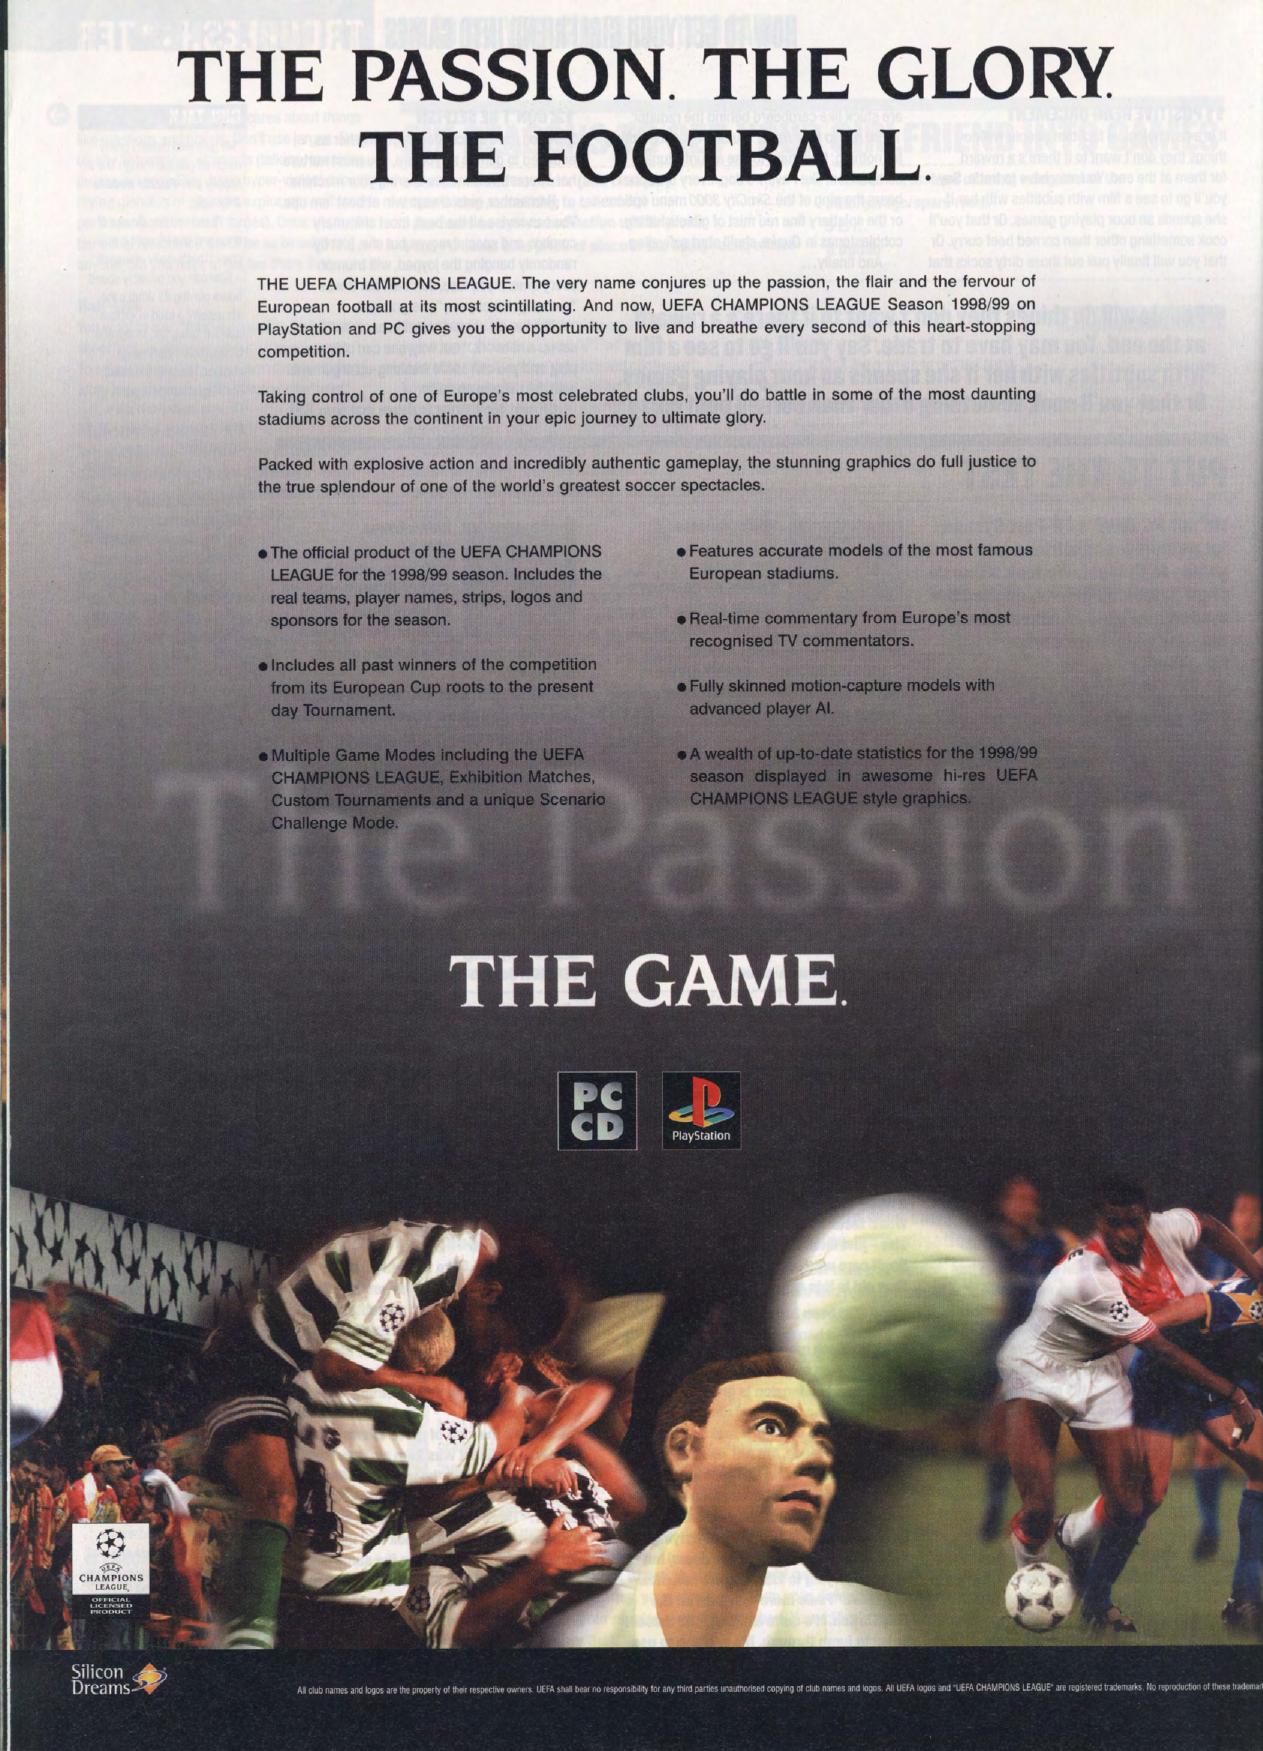 THE PASSION. THE GLORY.
THE FOOTBALL.
THE UEFA CHAMPIONS LEAGUE. The very name conjures up the passion, the flair and the fervour of
European football at its most scintillating. And now, UEFA CHAMPIONS LEAGUE Season 1998/99 on
PlayStation and PC gives you the opportunity to live and breathe every second of this heart-stopping
competition.
Taking control of one of Europe's most celebrated clubs, you'll do battle in some of the most daunting
stadiums across the continent in your epic journey to ultimate glory.
Packed with explosive action and incredibly authentic gameplay, the stunning graphics do full justice to
the true splendour of one of the world's greatest soccer spectacles.
● The official product of the UEFA CHAMPIONS
LEAGUE for the 1998/99 season. Includes the
real teams, player names, strips, logos and
sponsors for the season.
● Includes all past winners of the competition
from its European Cup roots to the present
day Tournament.
● Multiple Game Modes including the UEFA
CHAMPIONS LEAGUE, Exhibition Matches,
Custom Tournaments and a unique Scenario
Challenge Mode.
● Features accurate models of the most famous
European stadiums.
● Real-time commentary from Europe's most
recognised TV commentators.
● Fully skinned motion-capture models with
advanced player AI.
● A wealth of up-to-date statistics for the 1998/99
season displayed in awesome hi-res UEFA
CHAMPIONS LEAGUE style graphics.
The Passion
THE GAME.
PC
CD
PlayStation
UEFA
CHAMPIONS
LEAGUE
OFFICIAL
LICENSED
PRODUCT
Silicon
Dreams
All club names and logos are the property of their respective owners. UEFA shall bear no responsibility for any third parties unauthorised copying of club names and logos. All UEFA logos and "UEFA CHAMPIONS LEAGUE" are registered trademarks. No reproduction of these